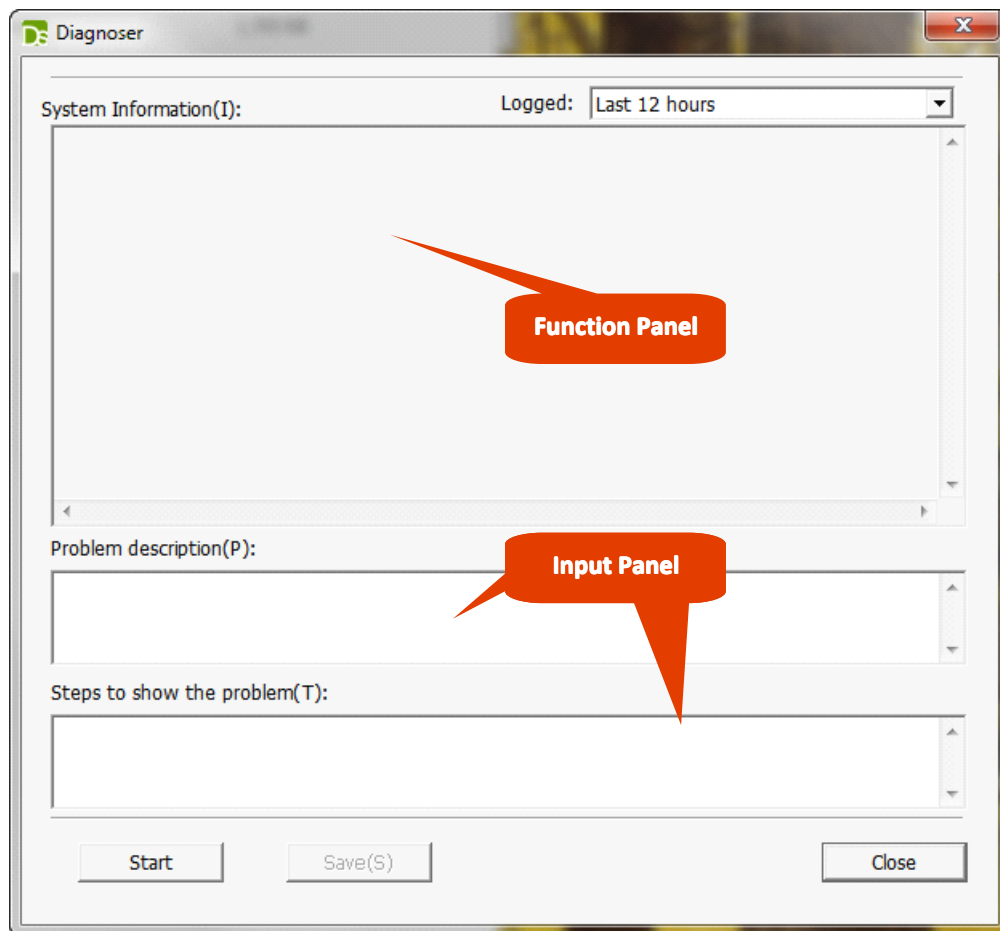 Diagnoser
System Information(I):
Logged: Last 12 hours
Function Panel
Problem description(P):
Input Panel
Steps to show the problem(T):
Start
Save(S)
Close